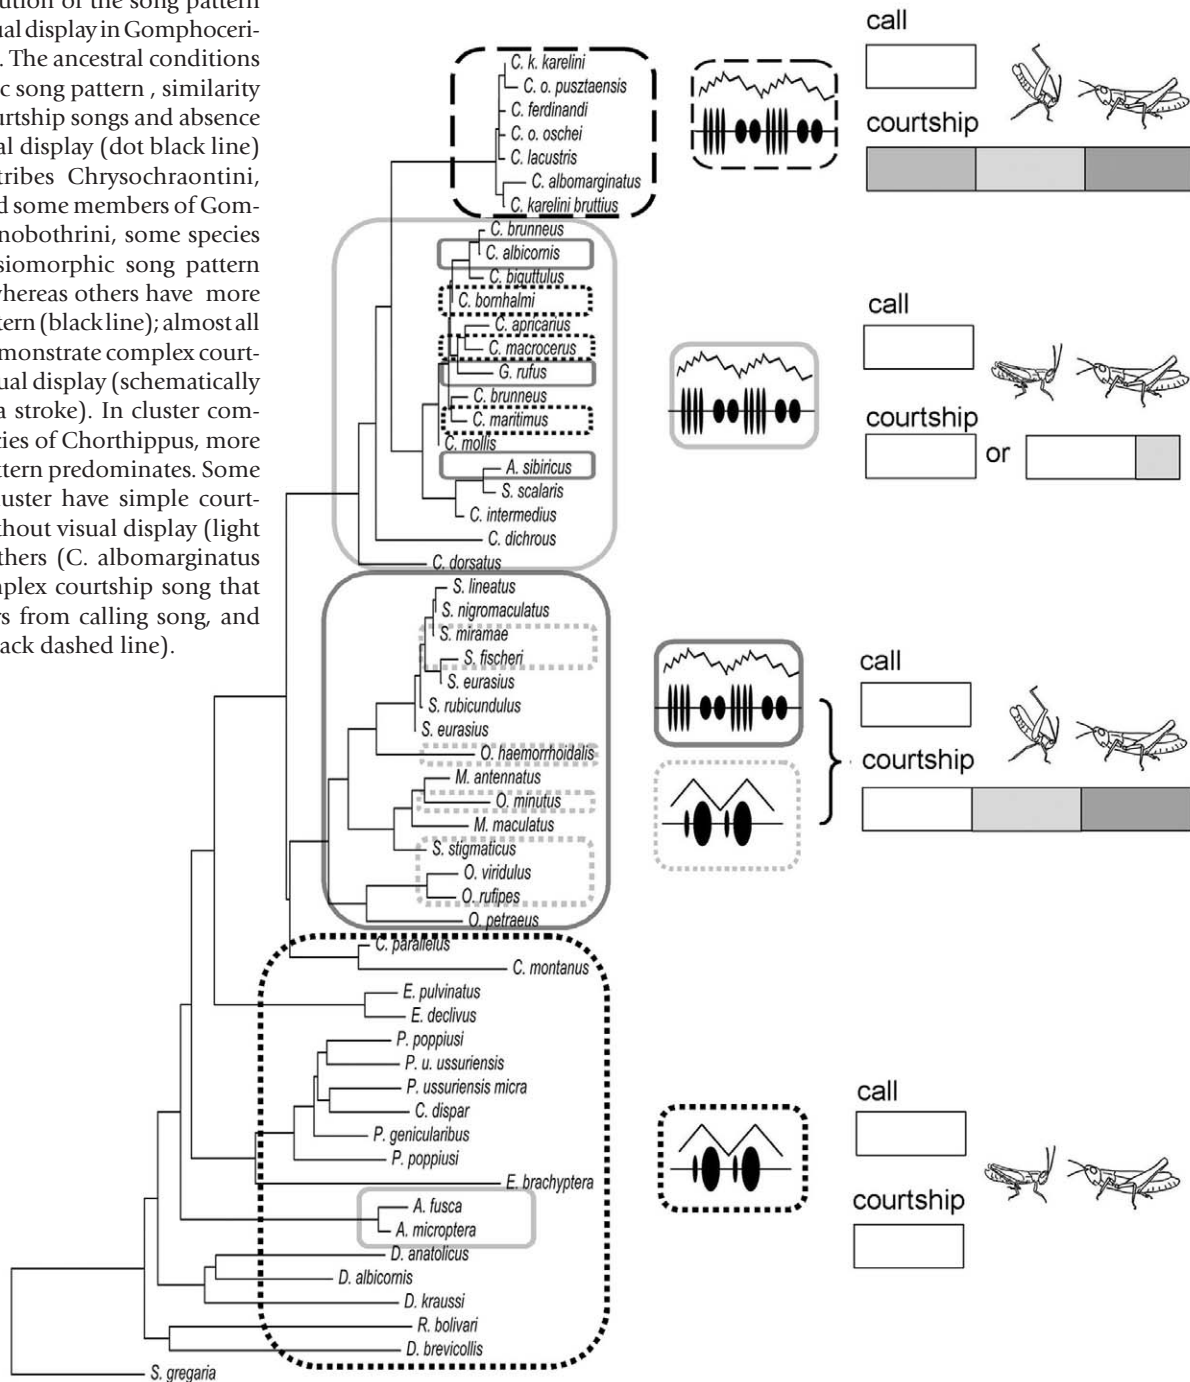 ution of the song pattern
ual display in Gomphoceri-
. The ancestral conditions
ic song pattern , similarity
urtship songs and absence
al display (dot black line)
tribes Chrysochraontini,
d some members of Gom-
nobothrini, some species
siomorphic song pattern
whereas others have more
tern (black line); almost all
monstrate complex court-
ual display (schematically
a stroke). In cluster com-
cies of Chorthippus, more
ttern predominates. Some
luster have simple court-
thout visual display (light
thers (C. albomarginatus
nplex courtship song that
rs from calling song, and
ack dashed line).
C. k. karelini
C. o. pusztaensis
C. ferdinandi
C. o. oschei
C. lacustris
C. albomarginatus
C. karelini bruttius
C. brunneus
C. albicornis
C. biguttulus
C. bornhalmi
C. apricarius
C. macrocerus
G. rufus
C. brunneus
C. maritimus
C. mollis
A. sibiricus
S. scalaris
C. intermedius
C. dichrous
C. dorsatus
S. lineatus
S. nigromaculatus
S. miramae
S. fischeri
S. eurasius
S. rubicundulus
S. eurasius
O. haemorrhoidalis
M. antennatus
O. minutus
M. maculatus
S. stigmaticus
O. viridulus
O. rufipes
O. petraeus
C. parallelus
C. montanus
E. pulvinatus
E. declivus
P. poppiusi
P. u. ussuriensis
P. ussuriensis micra
C. dispar
P. genicularibus
P. poppiusi
E. brachyptera
A. fusca
A. microptera
D. anatolicus
D. albicornis
D. kraussi
R. bolivari
D. brevicollis
S. gregaria
call
courtship
call
courtship
or
call
courtship
call
courtship